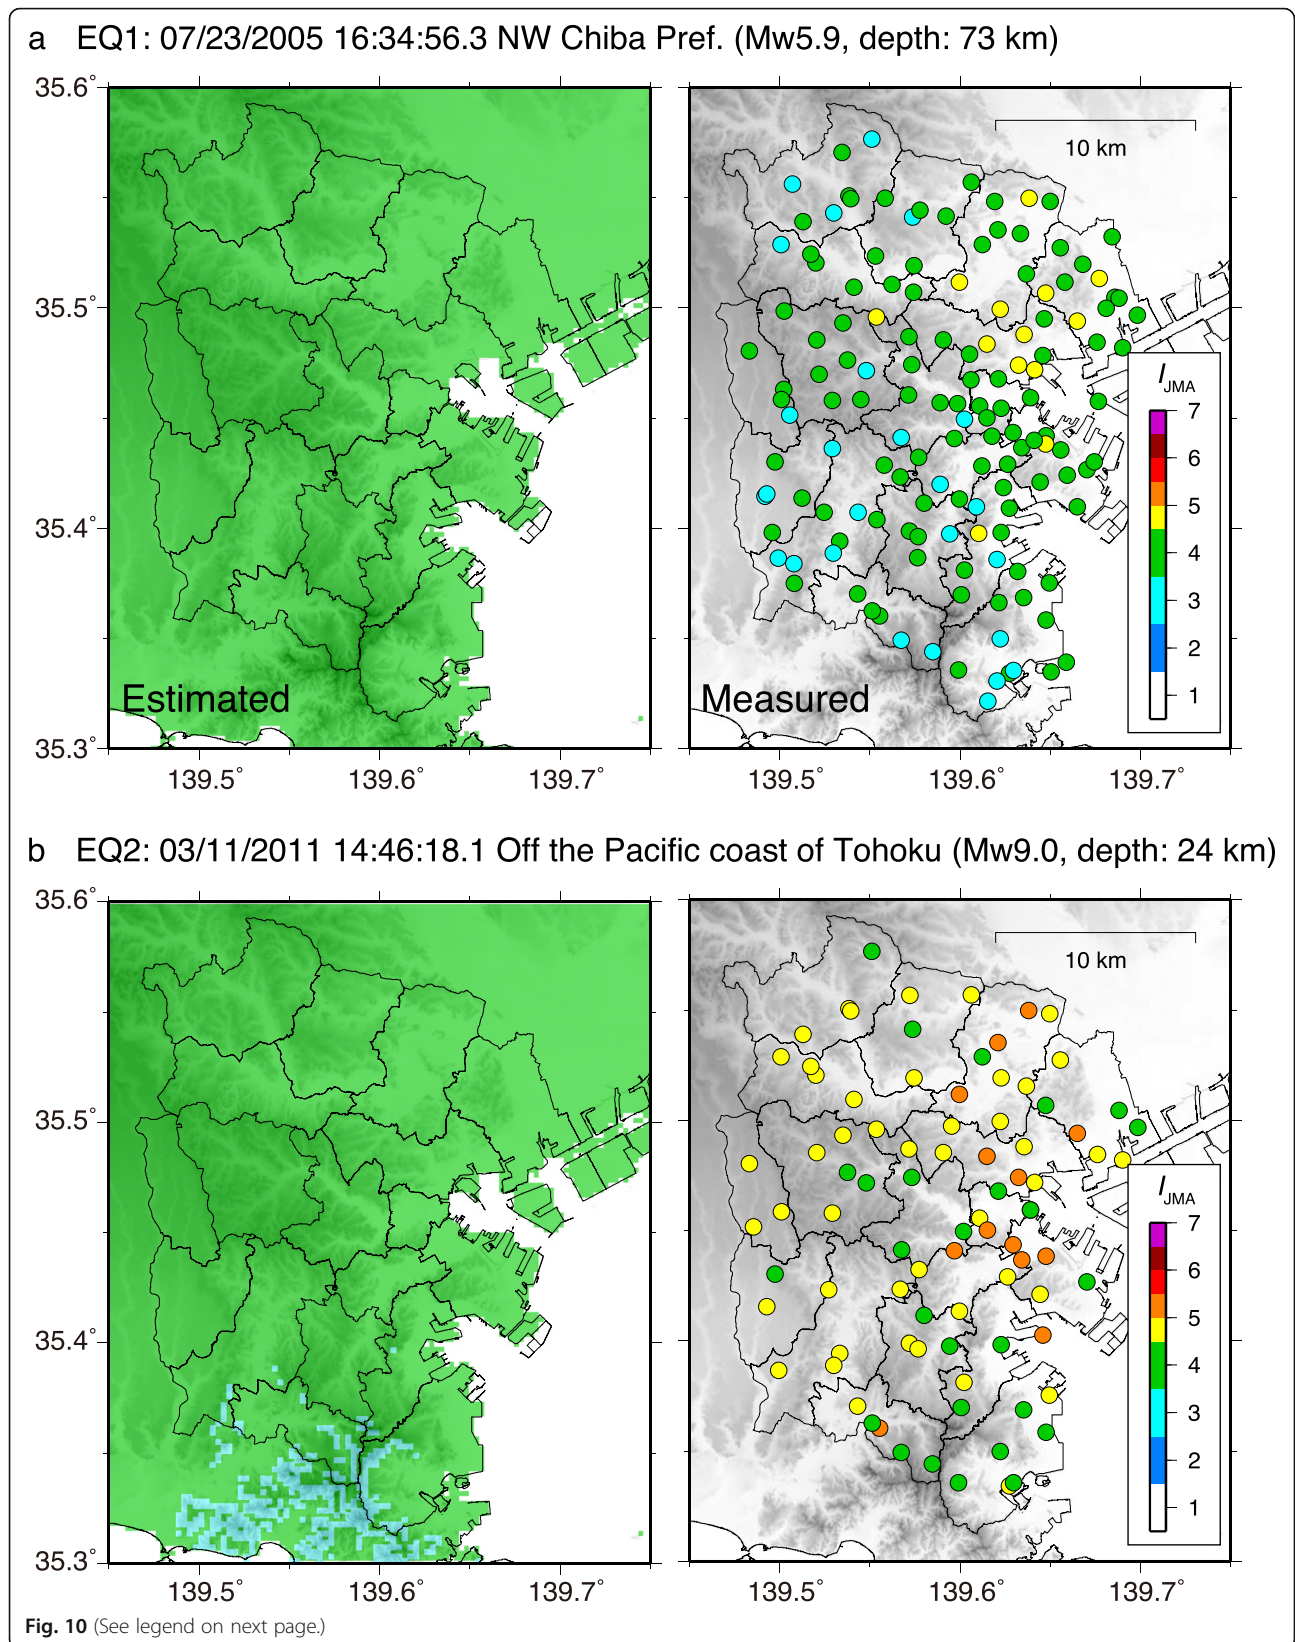 a EQ1: 07/23/2005 16:34:56.3 NW Chiba Pref. (Mw5.9, depth: 73 km)
35.6°
35.5°
35.4°
35.3°
Estimated
139.5° 139.6° 139.7°
10 km
Measured
IJMA
7
6
5
4
3
2
1
139.5° 139.6° 139.7°
b EQ2: 03/11/2011 14:46:18.1 Off the Pacific coast of Tohoku (Mw9.0, depth: 24 km)
35.6°
35.5°
35.4°
35.3°
139.5° 139.6° 139.7°
10 km
IJMA
7
6
5
4
3
2
1
139.5° 139.6° 139.7°
Fig. 10 (See legend on next page.)